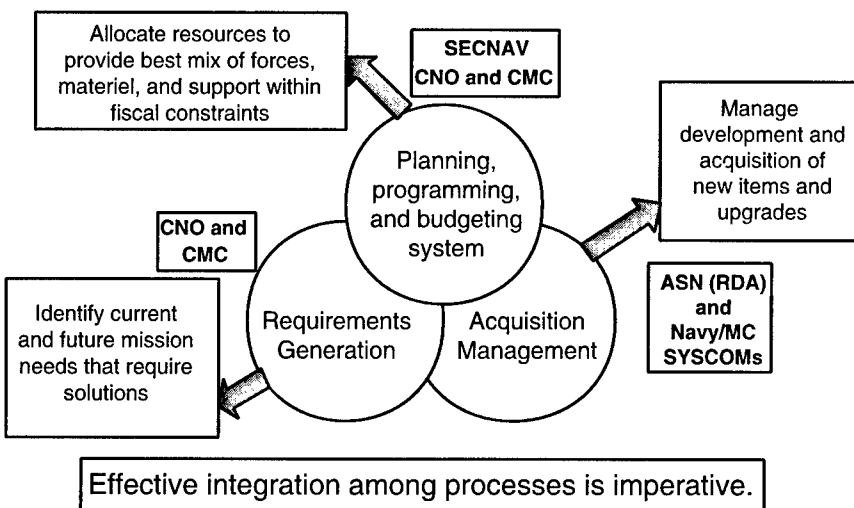 Allocate resources to
provide best mix of forces,
materiel, and support within
fiscal constraints
SECNAV
CNO and CMC
Manage
development and
acquisition of
new items and
upgrades
Planning,
programming,
and budgeting
system
CNO and
CMC
Identify current
and future mission
needs that require
solutions
Requirements
Generation
Acquisition
Management
ASN (RDA)
and
Navy/MC
SYSCOMs
Effective integration among processes is imperative.